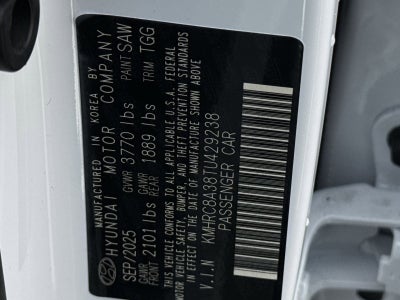 MANUFACTURED IN KOREA BY
HYUNDAI MOTOR COMPANY
SEP/2025 GVWR 3770 lbs PAINT SAW
GAWR FRONT 2101 lbs GAWR REAR 1889 lbs TRIM TGG
THIS VEHICLE CONFORMS TO ALL APPLICABLE U.S.A. FEDERAL
MOTOR VEHICLE SAFETY, BUMPER, AND THEFT PREVENTION STANDARDS
IN EFFECT ON THE DATE OF MANUFACTURE SHOWN ABOVE
V.I.N KMHRC8A38TU429238
PASSENGER CAR